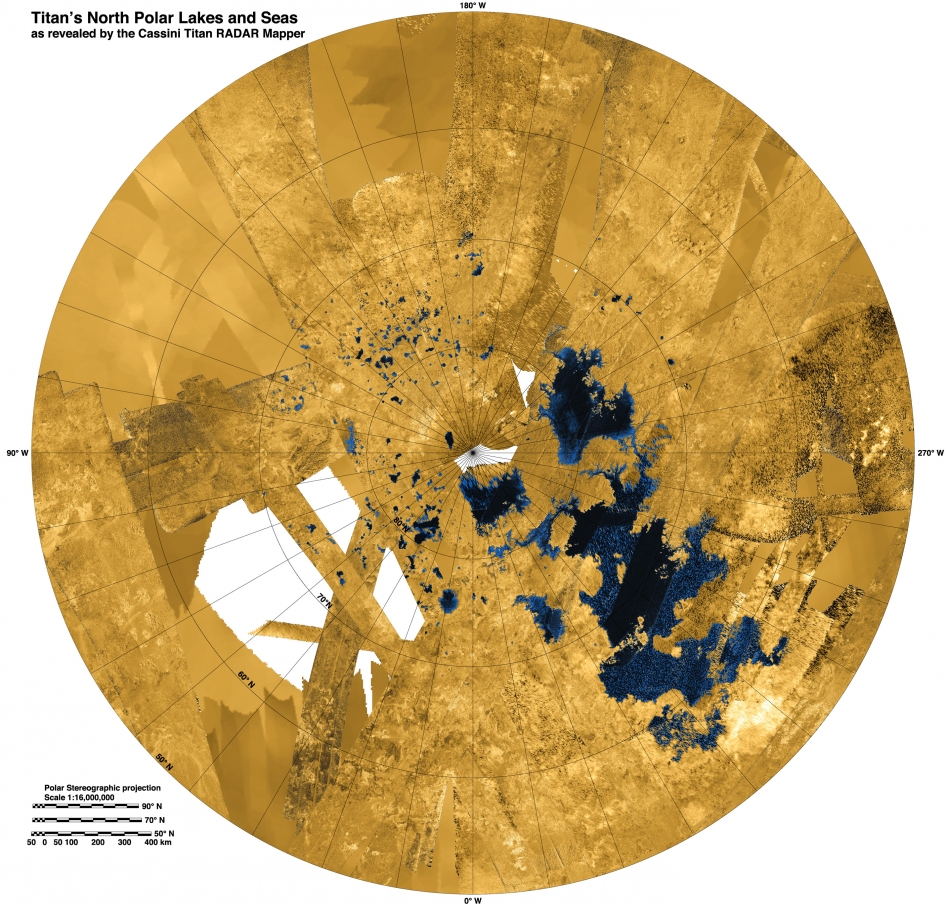 Titan's North Polar Lakes and Seas
as revealed by the Cassini Titan RADAR Mapper
180° W
90° W
270° W
80° N
70°N
60° N
50° N
Polar Stereographic projection
Scale 1:16,000,000
90° N
70° N
50° N
50 0 50 100 200 300 400 km
0° W